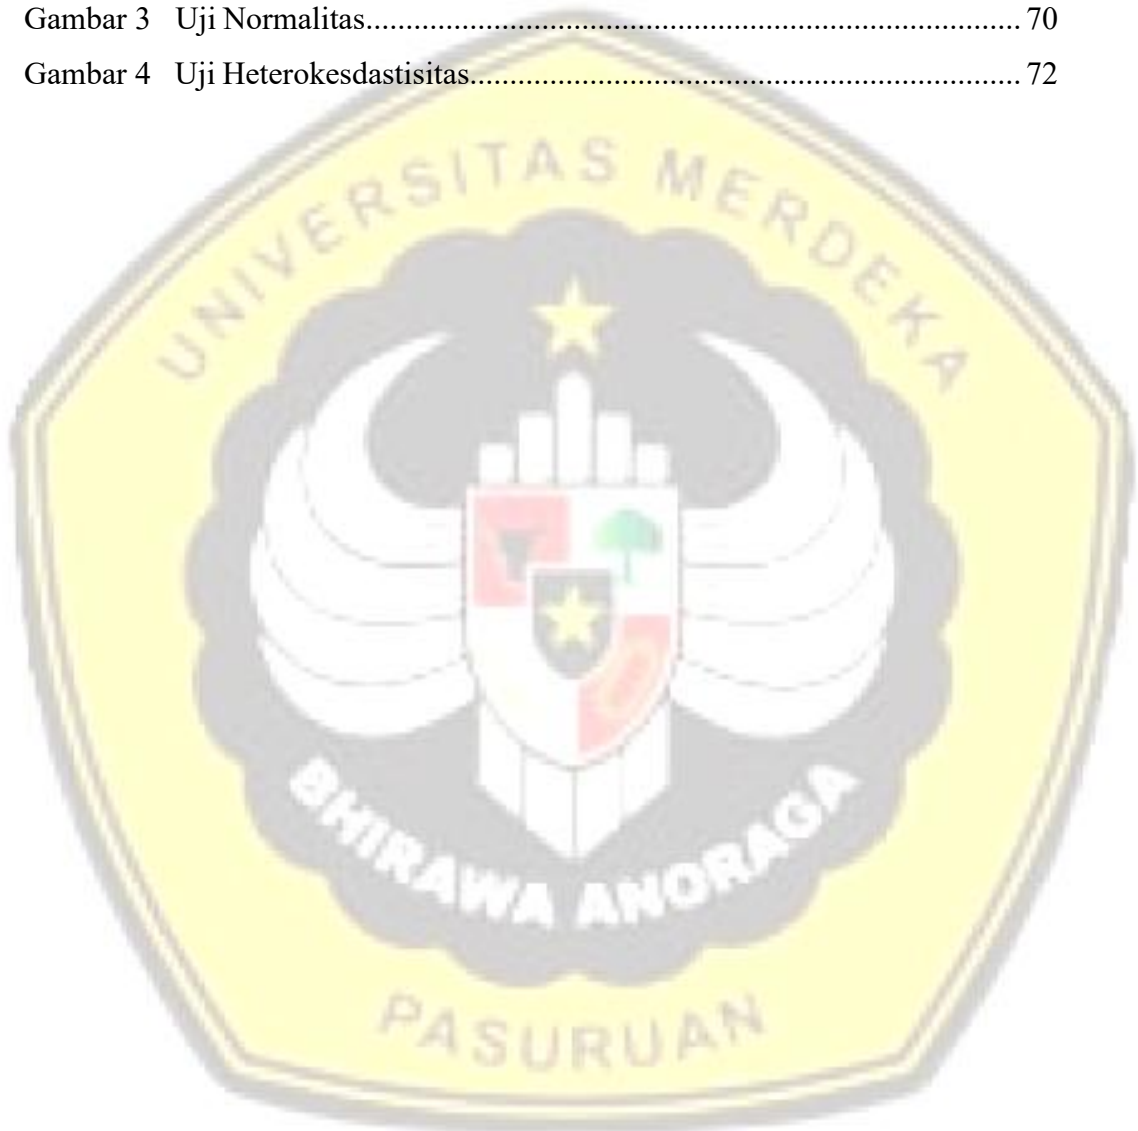 Gambar 3 Uji Normalitas.................................................................................. 70
Gambar 4 Uji Heterokesdastisitas..................................................................... 72
UNIVERSITAS MERDEKA
BHIRAWA ANORAGA
PASURUAN